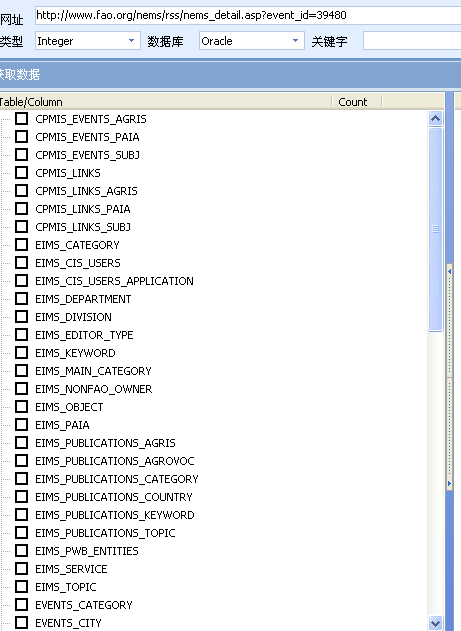 网址 http://www.fao.org/nems/rss/nems_detail.asp?event_id=39480
类型 Integer 数据库 Oracle 关键字
获取数据
Table/Column Count
CPMIS_EVENTS_AGRIS
CPMIS_EVENTS_PAIA
CPMIS_EVENTS_SUBJ
CPMIS_LINKS
CPMIS_LINKS_AGRIS
CPMIS_LINKS_PAIA
CPMIS_LINKS_SUBJ
EIMS_CATEGORY
EIMS_CIS_USERS
EIMS_CIS_USERS_APPLICATION
EIMS_DEPARTMENT
EIMS_DIVISION
EIMS_EDITOR_TYPE
EIMS_KEYWORD
EIMS_MAIN_CATEGORY
EIMS_NONFAO_OWNER
EIMS_OBJECT
EIMS_PAIA
EIMS_PUBLICATIONS_AGRIS
EIMS_PUBLICATIONS_AGROVOC
EIMS_PUBLICATIONS_CATEGORY
EIMS_PUBLICATIONS_COUNTRY
EIMS_PUBLICATIONS_KEYWORD
EIMS_PUBLICATIONS_TOPIC
EIMS_PWB_ENTITIES
EIMS_SERVICE
EIMS_TOPIC
EVENTS_CATEGORY
EVENTS_CITY